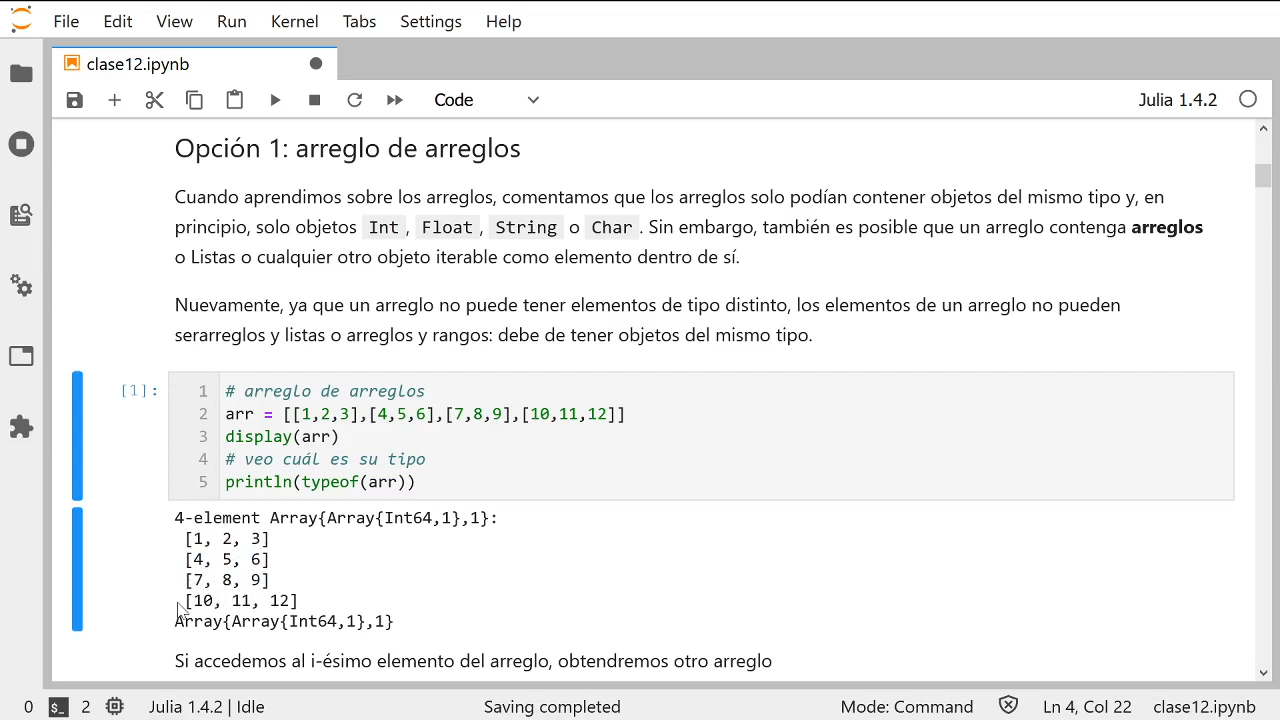 File Edit View Run Kernel Tabs Settings Help
clase12.ipynb
Code Julia 1.4.2
Opción 1: arreglo de arreglos
Cuando aprendimos sobre los arreglos, comentamos que los arreglos solo podían contener objetos del mismo tipo y, en
principio, solo objetos Int, Float, String o Char. Sin embargo, también es posible que un arreglo contenga arreglos
o Listas o cualquier otro objeto iterable como elemento dentro de sí.
Nuevamente, ya que un arreglo no puede tener elementos de tipo distinto, los elementos de un arreglo no pueden
serarreglos y listas o arreglos y rangos: debe de tener objetos del mismo tipo.
[1]: 1 # arreglo de arreglos
2 arr = [[1,2,3],[4,5,6],[7,8,9],[10,11,12]]
3 display(arr)
4 # veo cuál es su tipo
5 println(typeof(arr))
4-element Array{Array{Int64,1},1}:
[1, 2, 3]
[4, 5, 6]
[7, 8, 9]
[10, 11, 12]
Array{Array{Int64,1},1}
Si accedemos al i-ésimo elemento del arreglo, obtendremos otro arreglo
0 $_ 2 Julia 1.4.2 | Idle Saving completed Mode: Command Ln 4, Col 22 clase12.ipynb